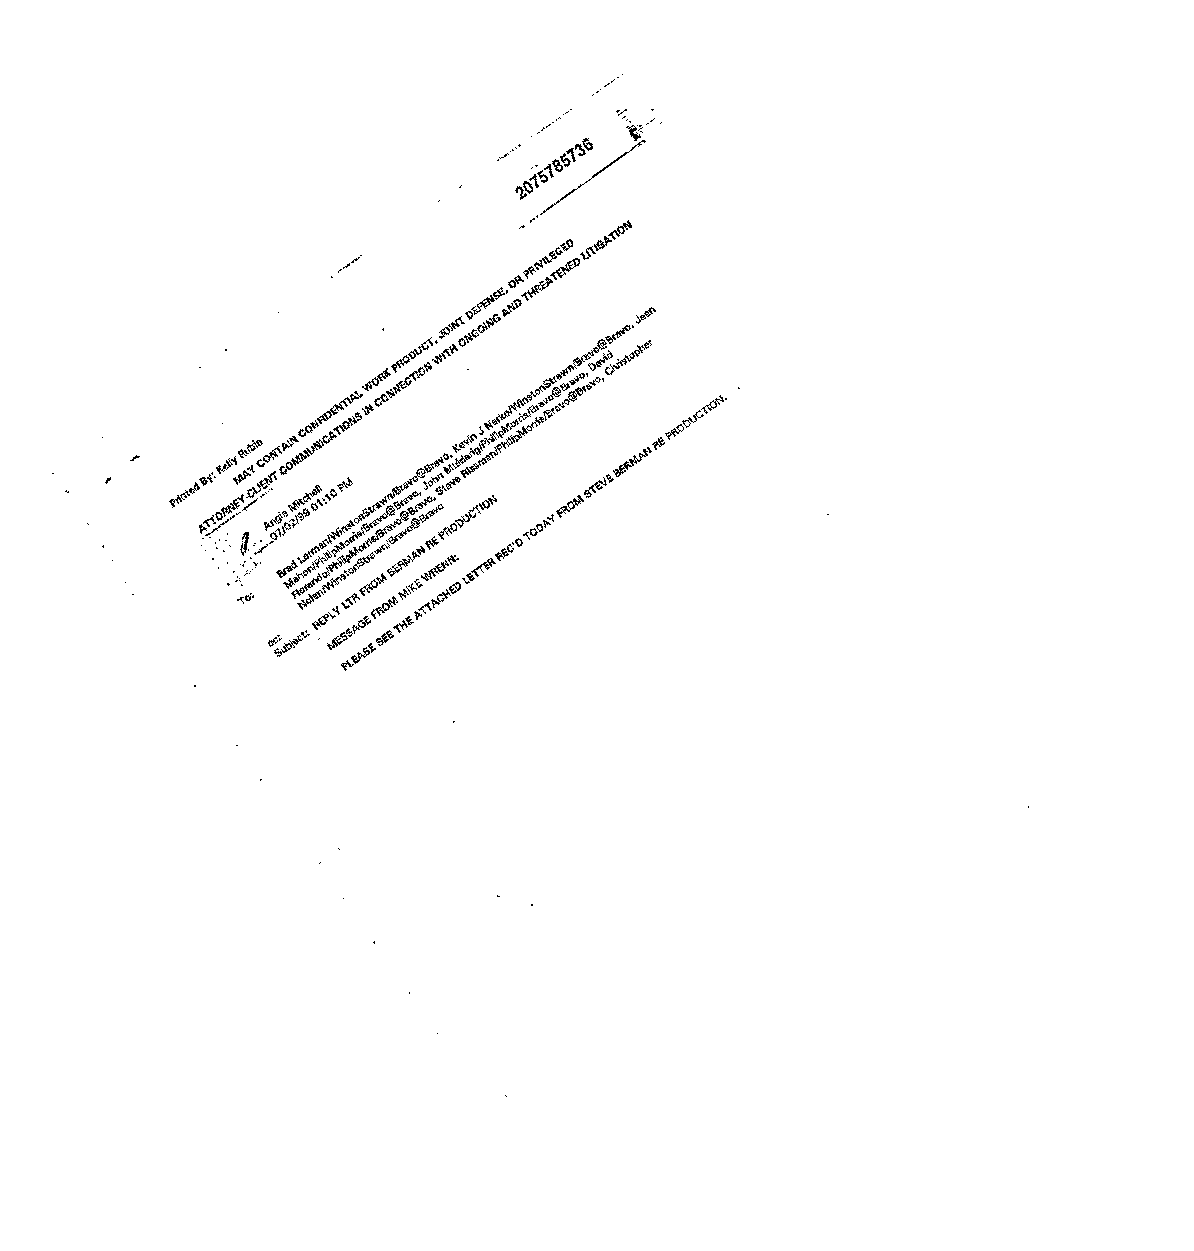 2075785736
Printed By: Kelly Rubin
MAY CONTAIN CONFIDENTIAL WORK PRODUCT, JOINT DEFENSE, OR PRIVILEGED
ATTORNEY-CLIENT COMMUNICATIONS IN CONNECTION WITH ONGOING AND THREATENED LITIGATION
Angie Mitchell
07/02/98 01:10 PM
To: Brad Lerman/WinstonStrawn/Bravo@Bravo, Kevin J Narko/WinstonStrawn/Bravo@Bravo, Jean
Mahon/PhilipMorris/Bravo@Bravo, John Mulderig/PhilipMorris/Bravo@Bravo, David
PhilipMorris/Bravo@Bravo, Steve Rissman/PhilipMorris/Bravo@Bravo, Christopher
Nolan/WinstonStrawn/Bravo@Bravo
cc:
Subject: REPLY LTR FROM BERMAN RE PRODUCTION
MESSAGE FROM MIKE WRENN:
PLEASE SEE THE ATTACHED LETTER REC'D TODAY FROM STEVE BERMAN RE PRODUCTION.